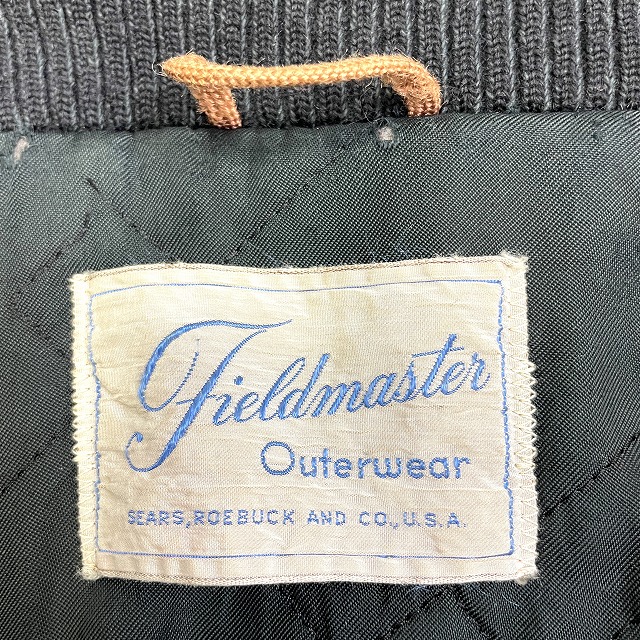 Fieldmaster
Outerwear
SEARS, ROEBUCK AND CO., U.S.A.